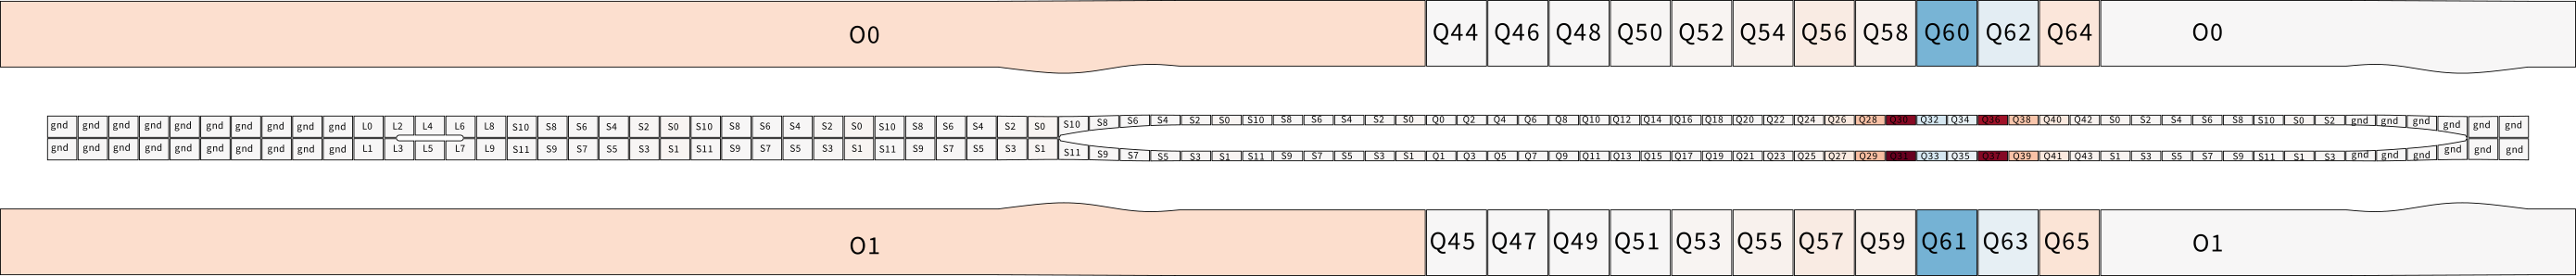 O0 Q44 Q46 Q48 Q50 Q52 Q54 Q56 Q58 Q60 Q62 Q64 O0
gnd gnd gnd gnd gnd gnd gnd gnd gnd gnd L0 L2 L4 L6 L8 S10 S8 S6 S4 S2 S0 S10 S8 S6 S4 S2 S0 S10 S8 S6 S4 S2 S0 S10 S8 S6 S4 S2 S0 S10 S8 S6 S4 S2 S0 Q0 Q2 Q4 Q6 Q8 Q10 Q12 Q14 Q16 Q18 Q20 Q22 Q24 Q26 Q28 Q30 Q32 Q34 Q36 Q38 Q40 Q42 S0 S2 S4 S6 S8 S10 S0 S2 gnd gnd gnd gnd gnd gnd
gnd gnd gnd gnd gnd gnd gnd gnd gnd gnd L1 L3 L5 L7 L9 S11 S9 S7 S5 S3 S1 S11 S9 S7 S5 S3 S1 S11 S9 S7 S5 S3 S1 S11 S9 S7 S5 S3 S1 S11 S9 S7 S5 S3 S1 Q1 Q3 Q5 Q7 Q9 Q11 Q13 Q15 Q17 Q19 Q21 Q23 Q25 Q27 Q29 Q31 Q33 Q35 Q37 Q39 Q41 Q43 S1 S3 S5 S7 S9 S11 S1 S3 gnd gnd gnd gnd gnd gnd
O1 Q45 Q47 Q49 Q51 Q53 Q55 Q57 Q59 Q61 Q63 Q65 O1